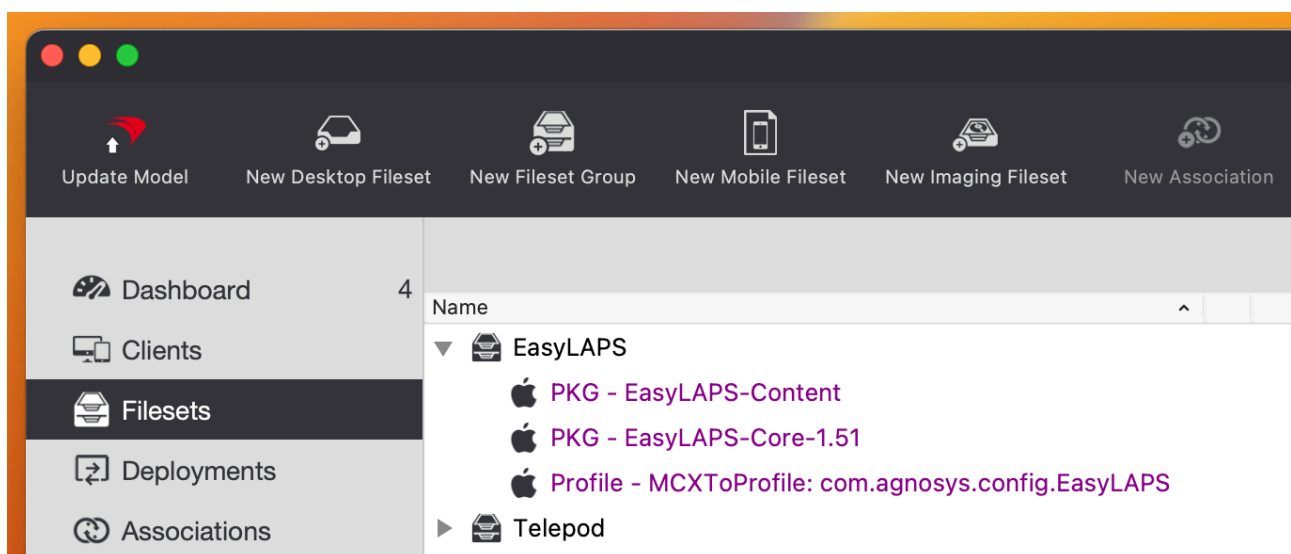 Update Model
New Desktop Fileset
New Fileset Group
New Mobile Fileset
New Imaging Fileset
New Association
Dashboard 4
Clients
Filesets
Deployments
Associations
Name
EasyLAPS
PKG - EasyLAPS-Content
PKG - EasyLAPS-Core-1.51
Profile - MCXToProfile: com.agnosys.config.EasyLAPS
Telepod